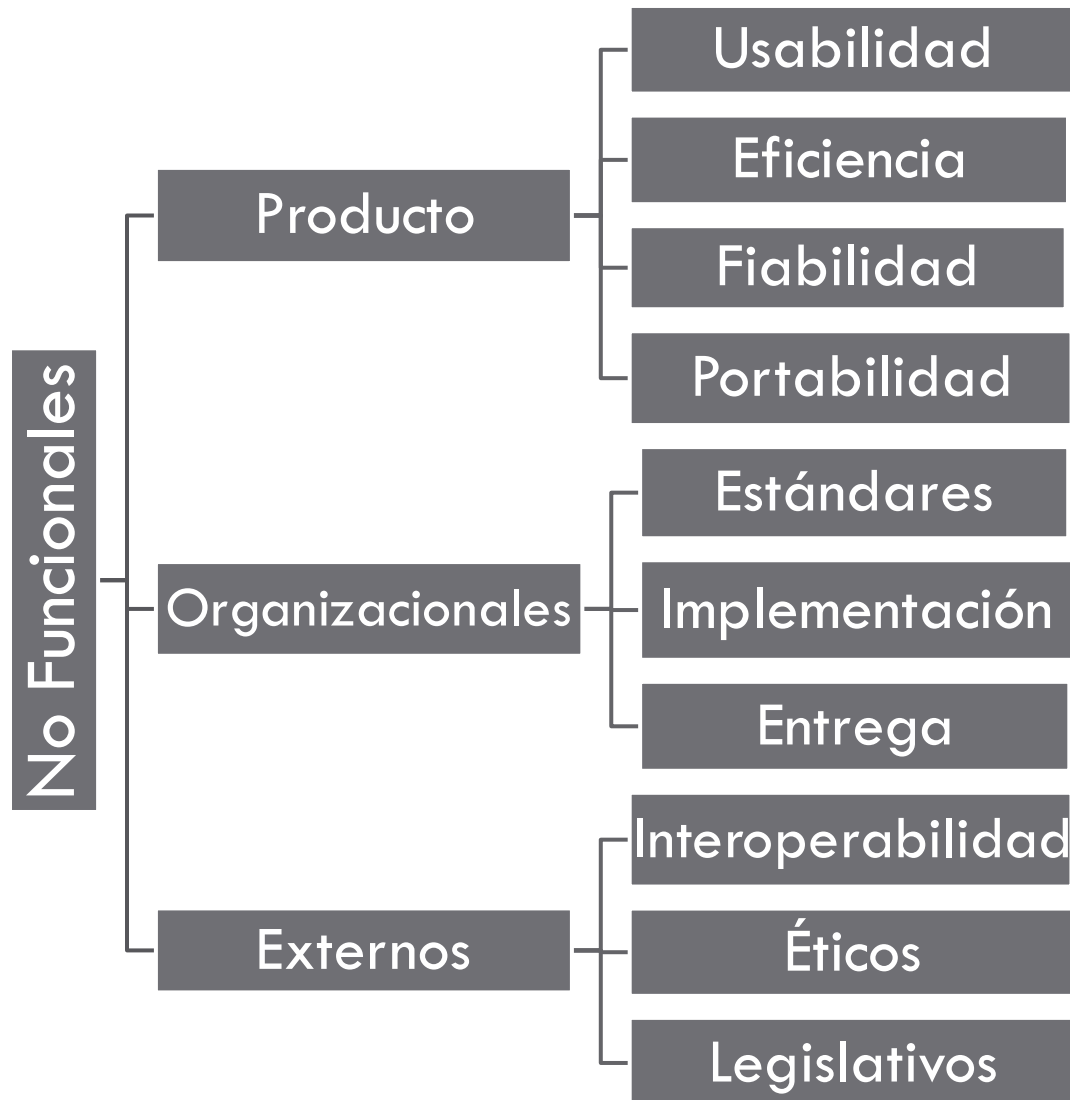 No Funcionales
Producto
Usabilidad
Eficiencia
Fiabilidad
Portabilidad
Organizacionales
Estándares
Implementación
Entrega
Externos
Interoperabilidad
Éticos
Legislativos